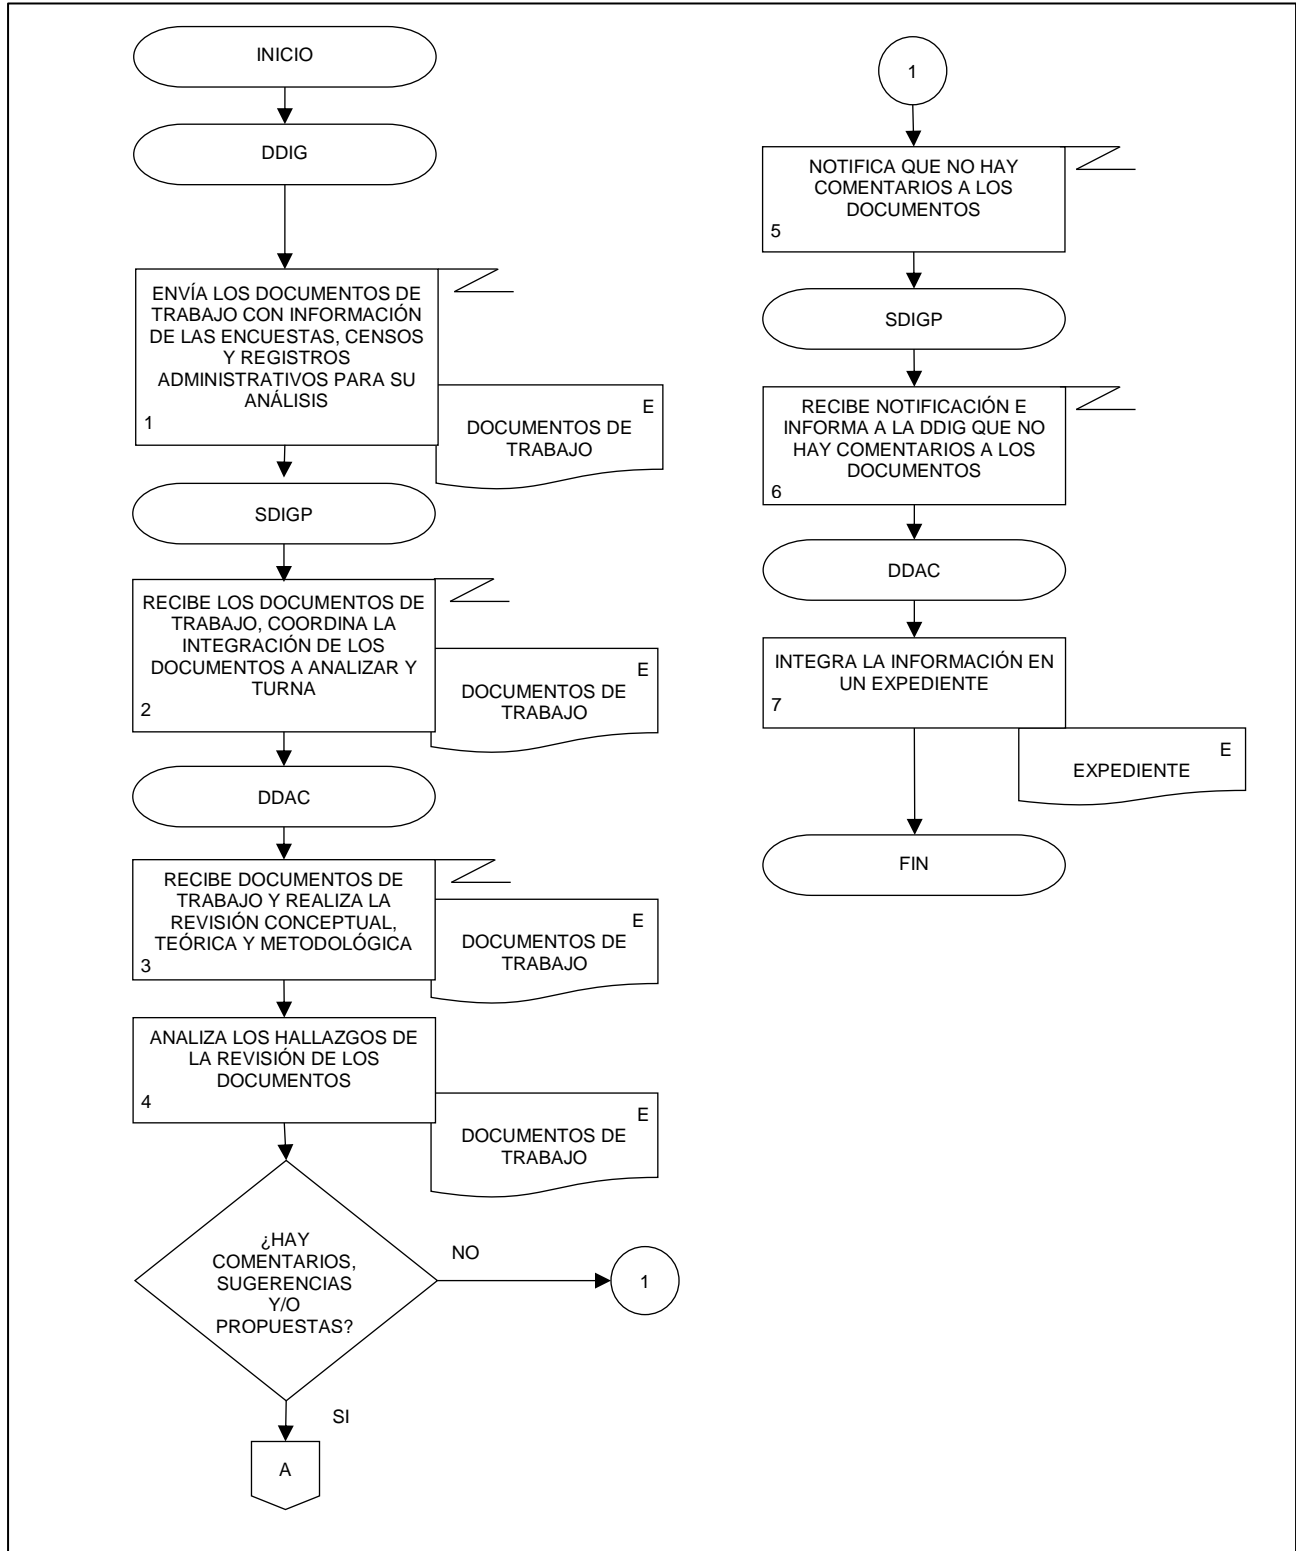 INICIO
DDIG
ENVÍA LOS DOCUMENTOS DE
TRABAJO CON INFORMACIÓN
DE LAS ENCUESTAS, CENSOS
Y REGISTROS
ADMINISTRATIVOS PARA SU
ANÁLISIS
1
E
DOCUMENTOS DE
TRABAJO
SDIGP
RECIBE LOS DOCUMENTOS DE
TRABAJO, COORDINA LA
INTEGRACIÓN DE LOS
DOCUMENTOS A ANALIZAR Y
TURNA
2
E
DOCUMENTOS DE
TRABAJO
DDAC
RECIBE DOCUMENTOS DE
TRABAJO Y REALIZA LA
REVISIÓN CONCEPTUAL,
TEÓRICA Y METODOLÓGICA
3
E
DOCUMENTOS DE
TRABAJO
ANALIZA LOS HALLAZGOS DE
LA REVISIÓN DE LOS
DOCUMENTOS
4
E
DOCUMENTOS DE
TRABAJO
¿HAY
COMENTARIOS,
SUGERENCIAS
Y/O
PROPUESTAS?
NO
1
SI
A
1
NOTIFICA QUE NO HAY
COMENTARIOS A LOS
DOCUMENTOS
5
SDIGP
RECIBE NOTIFICACIÓN E
INFORMA A LA DDIG QUE NO
HAY COMENTARIOS A LOS
DOCUMENTOS
6
DDAC
INTEGRA LA INFORMACIÓN EN
UN EXPEDIENTE
7
E
EXPEDIENTE
FIN